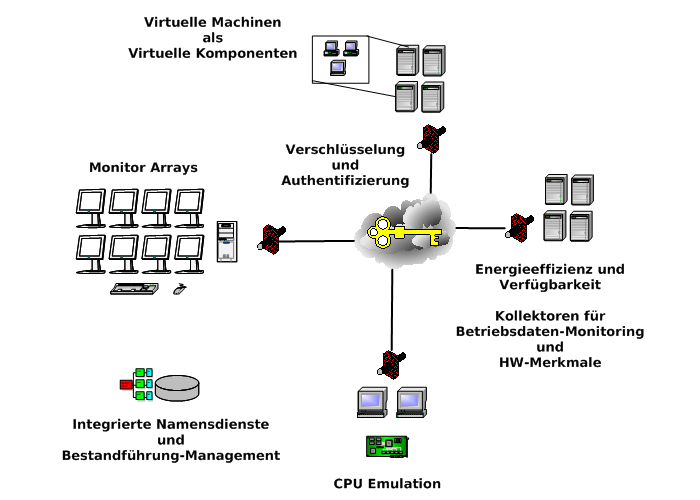 Virtuelle Machinen
als
Virtuelle Komponenten
Verschlüsselung
und
Authentifizierung
Monitor Arrays
Energieeffizienz und
Verfügbarkeit
Kollektoren für
Betriebsdaten-Monitoring
und
HW-Merkmale
Integrierte Namensdienste
und
Bestandführung-Management
CPU Emulation